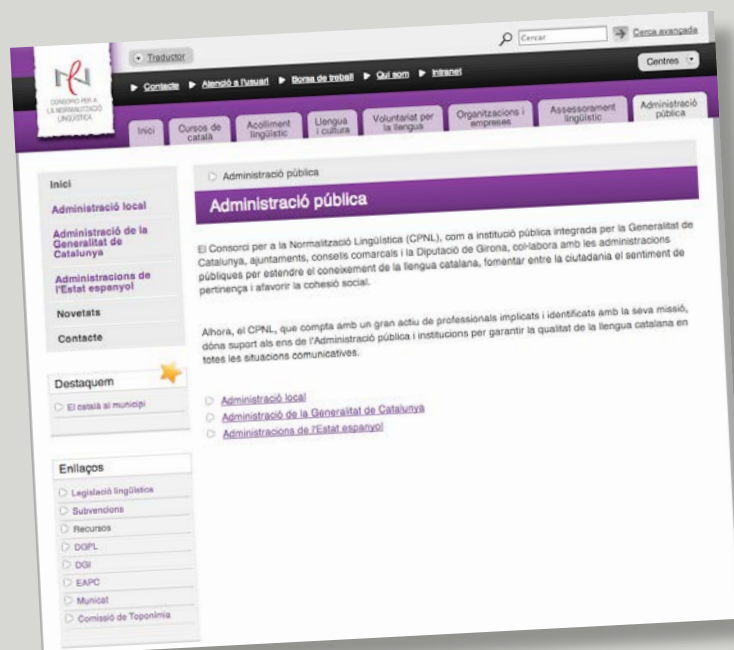 Traductor
Cercar
Cerca avançada
CONSORCI PER A
LA NORMALITZACIÓ
LINGÜÍSTICA
Contacte
Atenció a l'usuari
Borsa de treball
Qui som
Intranet
Centres
Inici
Cursos de
català
Acolliment
lingüístic
Llengua
i cultura
Voluntariat per
la llengua
Organitzacions i
empreses
Assessorament
lingüístic
Administració
pública
Inici
Administració local
Administració de la
Generalitat de
Catalunya
Administracions de
l'Estat espanyol
Novetats
Contacte
Destaquem
El català al municipi
Enllaços
Legislació lingüística
Subvencions
Recursos
DGPL
DGI
EAPC
Municat
Comissió de Toponímia
Administració pública
Administració pública
El Consorci per a la Normalització Lingüística (CPNL), com a institució pública integrada per la Generalitat de
Catalunya, ajuntaments, consells comarcals i la Diputació de Girona, col·labora amb les administracions
públiques per estendre el coneixement de la llengua catalana, fomentar entre la ciutadania el sentiment de
pertinença i afavorir la cohesió social.
Alhora, el CPNL, que compta amb un gran actiu de professionals implicats i identificats amb la seva missió,
dóna suport als ens de l'Administració pública i institucions per garantir la qualitat de la llengua catalana en
totes les situacions comunicatives.
Administració local
Administració de la Generalitat de Catalunya
Administracions de l'Estat espanyol